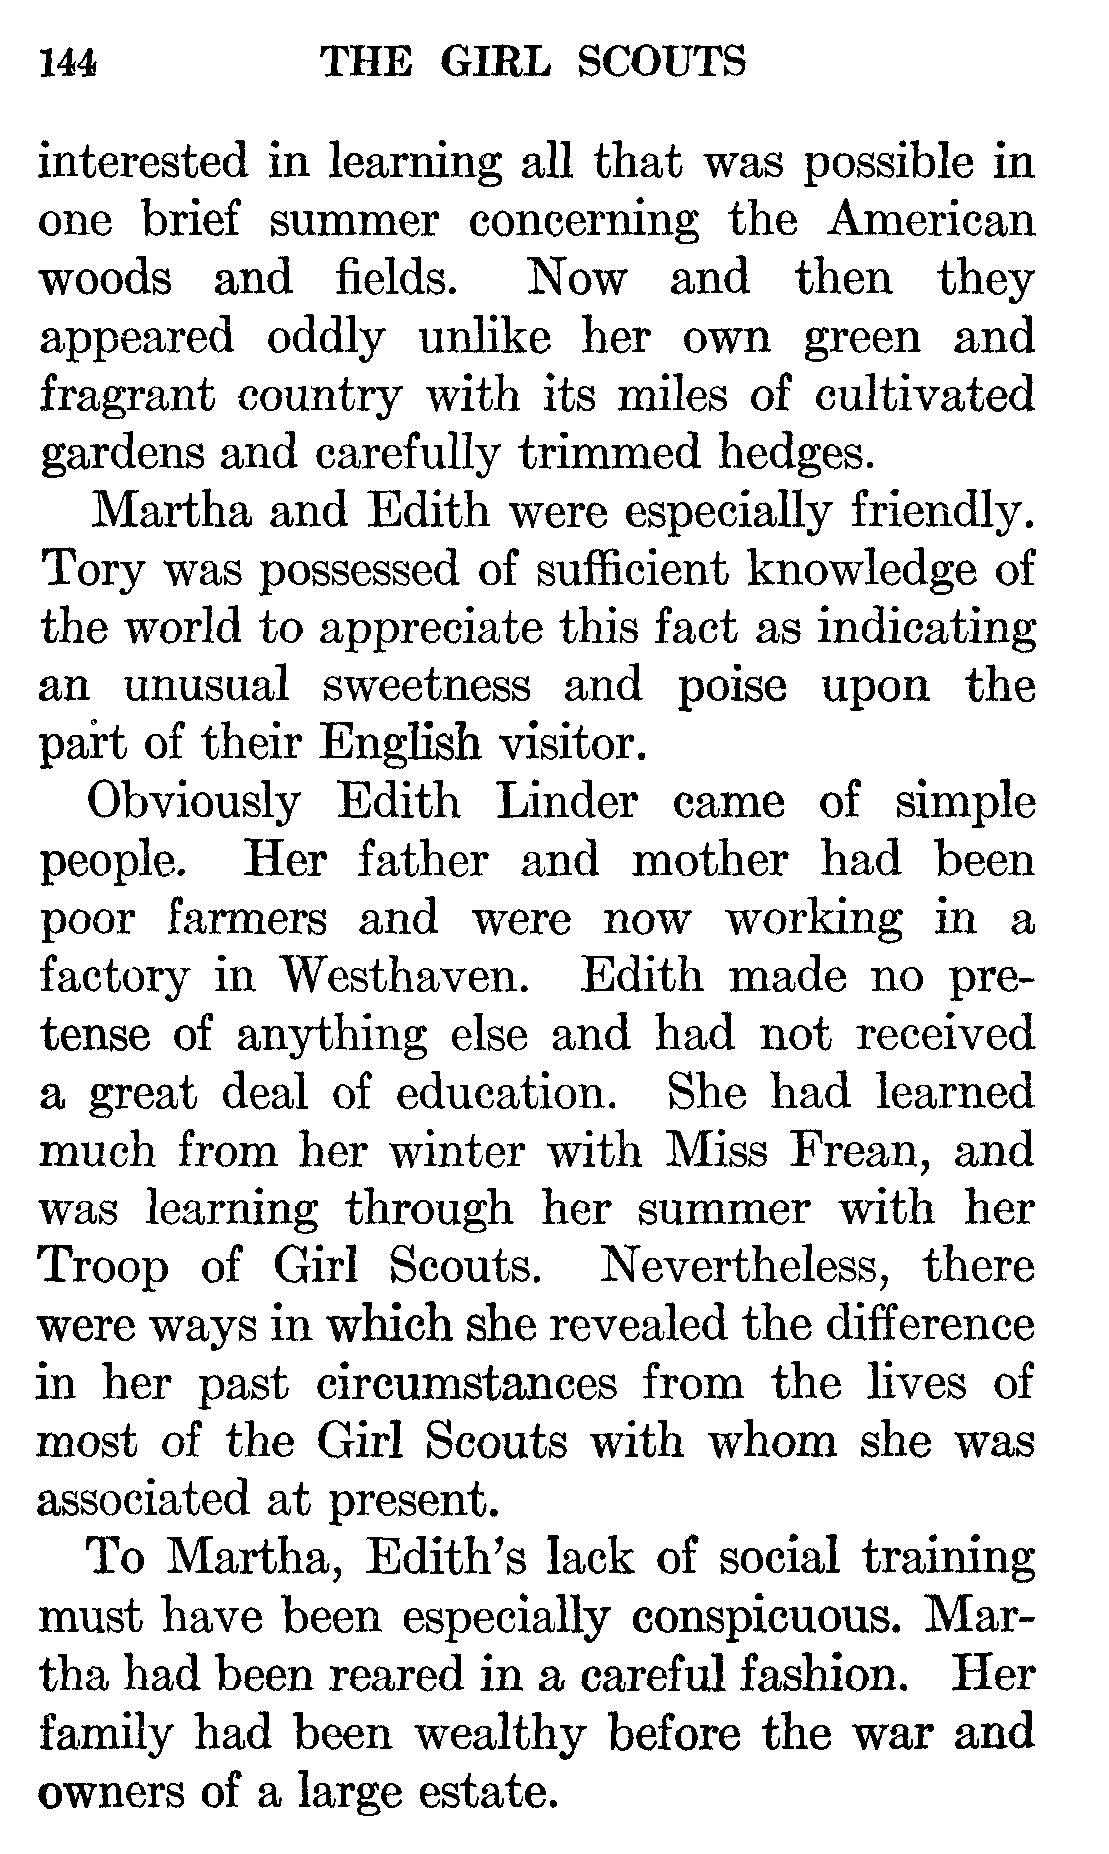 144 THE GIRL SCOUTS
interested in learning all that was possible in
one brief summer concerning the American
woods and fields. Now and then they
appeared oddly unlike her own green and
fragrant country with its miles of cultivated
gardens and carefully trimmed hedges.
Martha and Edith were especially friendly.
Tory was possessed of sufficient knowledge of
the world to appreciate this fact as indicating
an unusual sweetness and poise upon the
part of their English visitor.
Obviously Edith Linder came of simple
people. Her father and mother had been
poor farmers and were now working in a
factory in Westhaven. Edith made no pre-
tense of anything else and had not received
a great deal of education. She had learned
much from her winter with Miss Frean, and
was learning through her summer with her
Troop of Girl Scouts. Nevertheless, there
were ways in which she revealed the difference
in her past circumstances from the lives of
most of the Girl Scouts with whom she was
associated at present.
To Martha, Edith's lack of social training
must have been especially conspicuous. Mar-
tha had been reared in a careful fashion. Her
family had been wealthy before the war and
owners of a large estate.